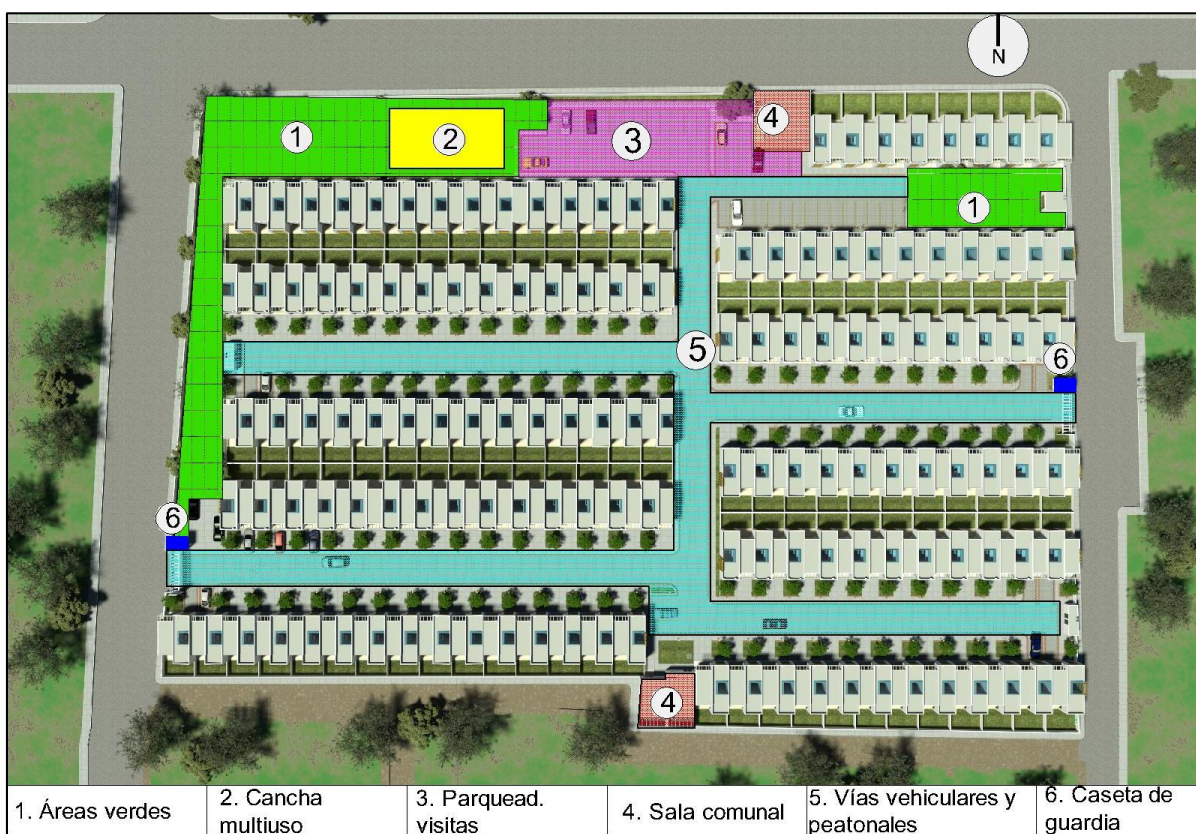 N
4
1
2
3
1
5
6
6
4
1. Áreas verdes
2. Cancha
multiuso
3. Parquead.
visitas
4. Sala comunal
5. Vías vehiculares y
peatonales
6. Caseta de
guardia